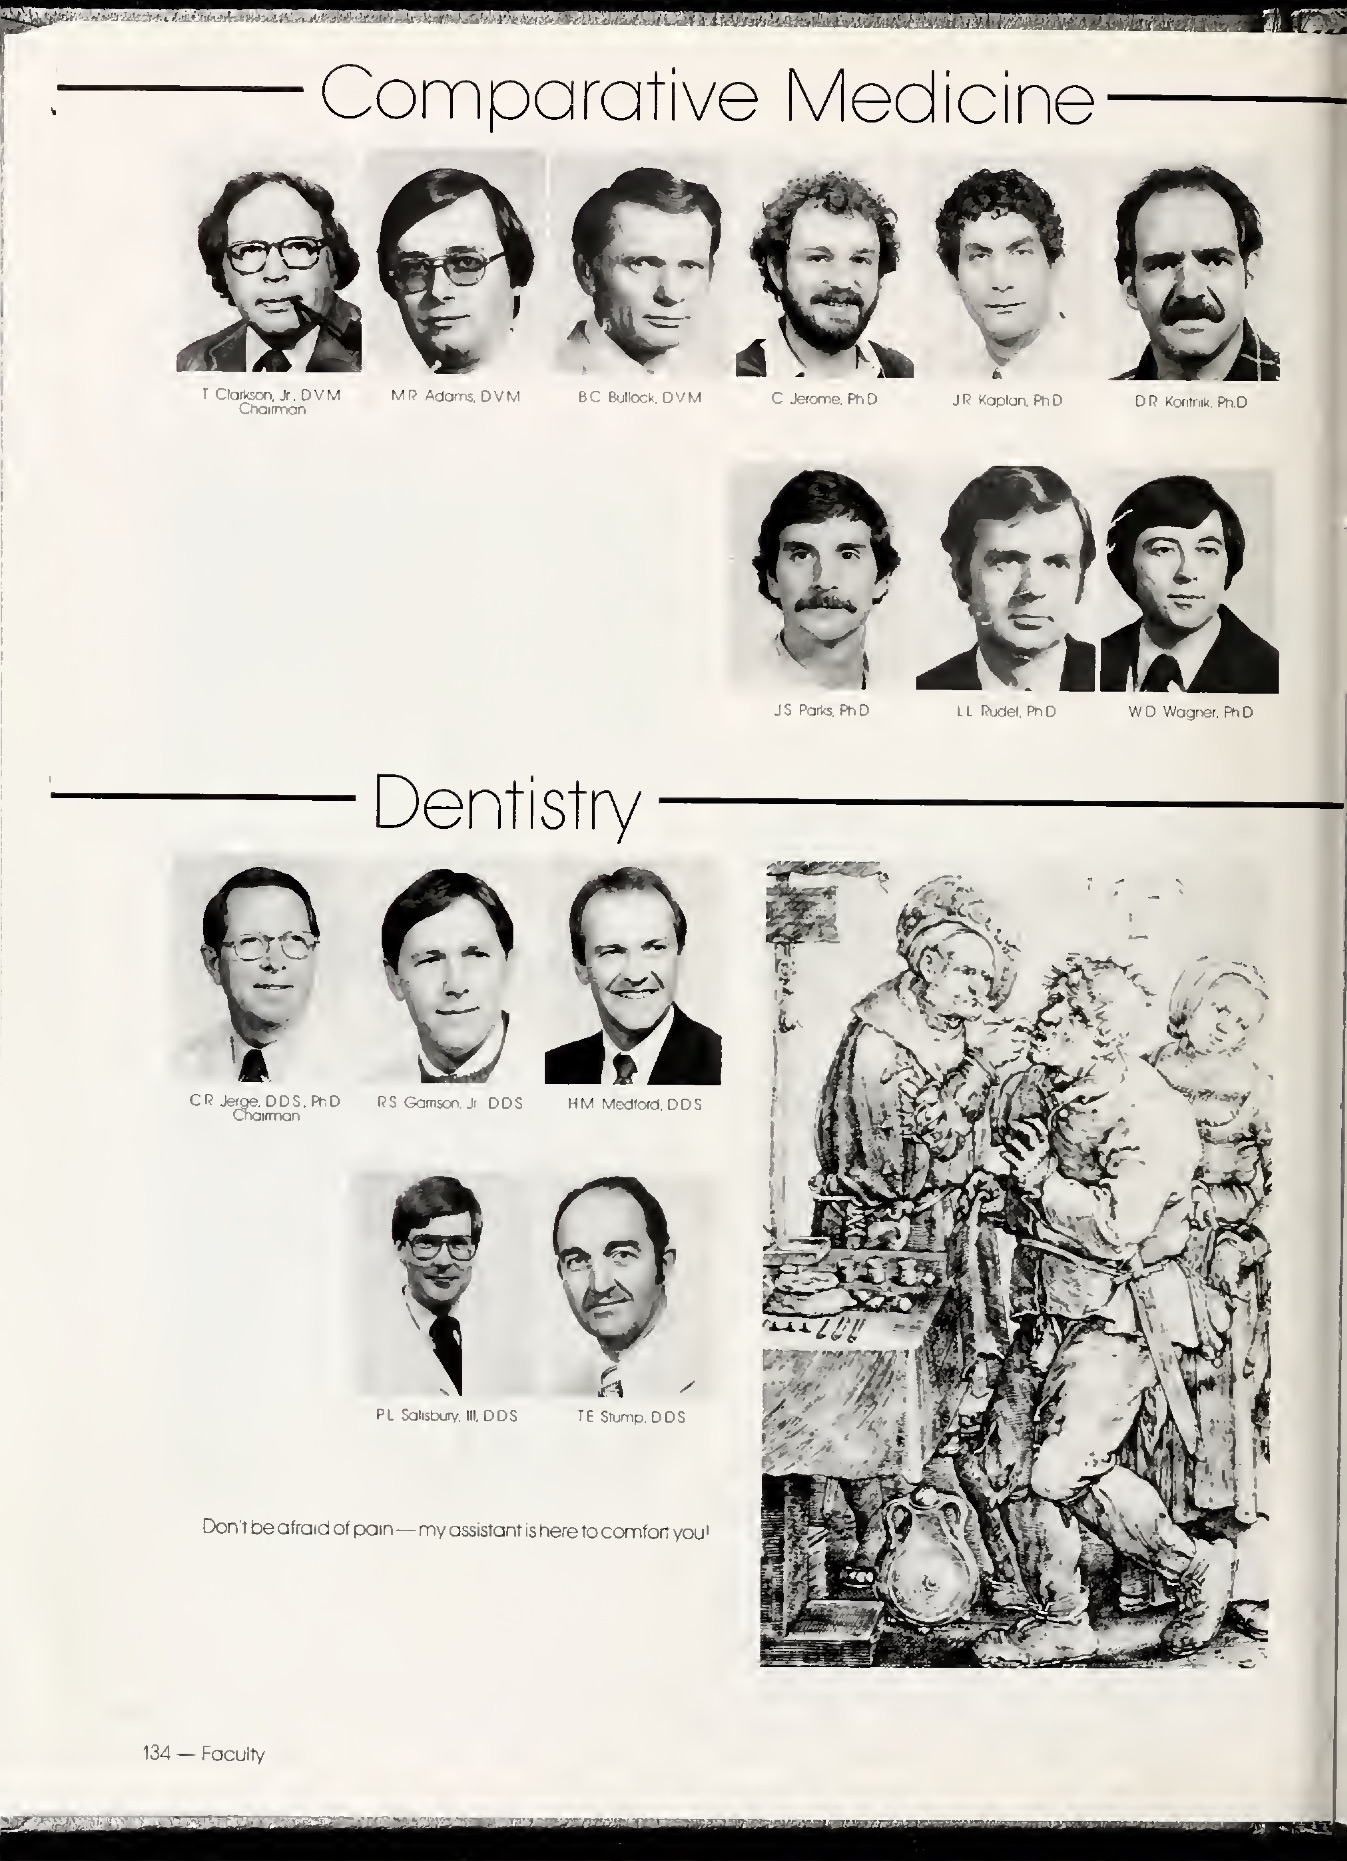 Comparative Medicine
T Clarkson, Jr, DVM
Chairman
MR Adams, DVM
BC Bullock, DVM
C Jerome, PhD
JR Kaplan, PhD
DR Koritnik, Ph.D
JS Parks, PhD
LL Rudel, PhD
WD Wagner, PhD
Dentistry
CR Jerge, DDS, PhD
Chairman
RS Garrison, Jr DDS
HM Medford, DDS
PL Salisbury, III, DDS
TE Stump, DDS
Don't be afraid of pain — my assistant is here to comfort you!
134 — Faculty